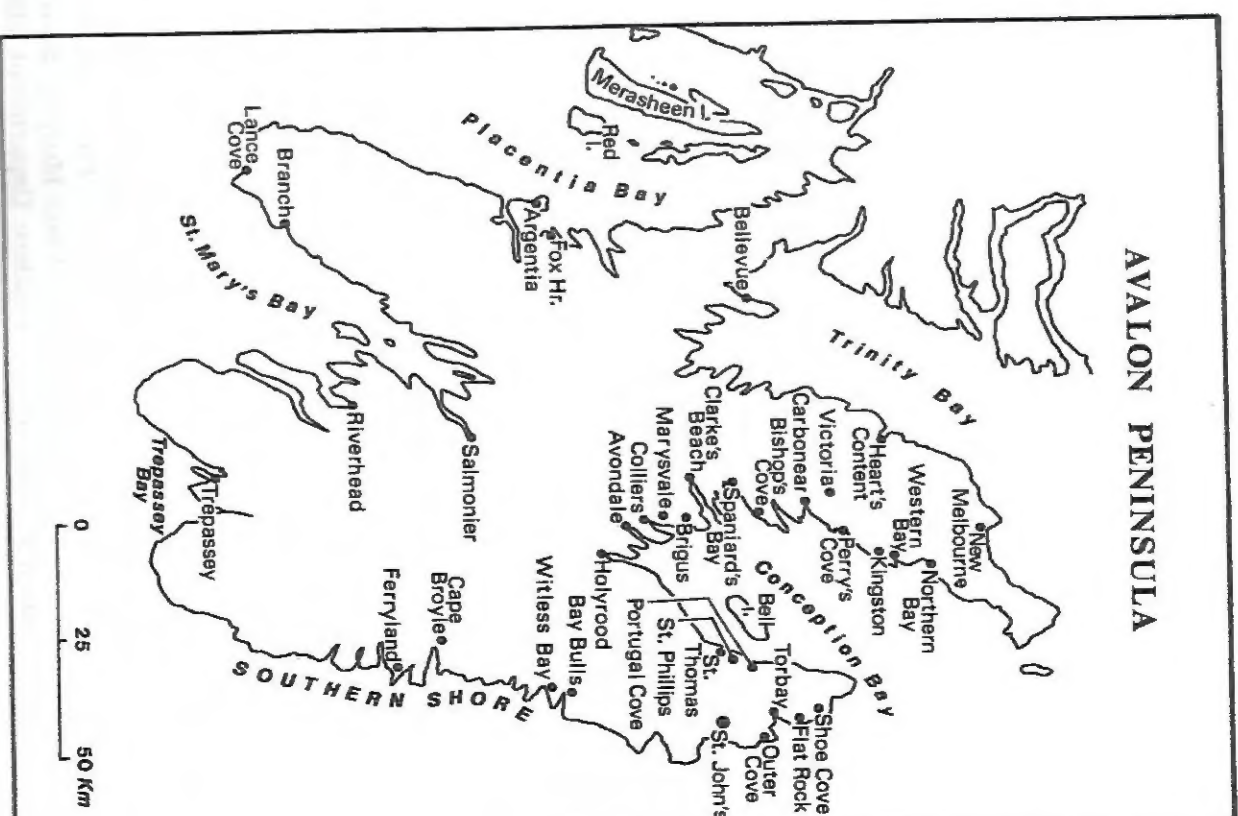 AVALON PENINSULA
Merasheen I.
Red
I.
Placentia Bay
Bellevue
Trinity Bay
New
Melbourne
Western
Bay
Northern
Bay
Heart's
Content
Kingston
Victoria
Perry's
Cove
Carbonear
Bishop's
Cove
Conception Bay
Spaniard's
Bay
Clarke's
Beach
Brigus
Marysvale
Colliers
Avondale
Holyrood
Bell
I.
Shoe Cove
Flat Rock
Torbay
Outer
Cove
St. John's
St.
Thomas
St. Phillips
Portugal Cove
Fox Hr.
Argentia
Lance
Cove
Branche
St. Mary's Bay
Salmonier
Riverhead
Bay Bulls
Witless Bay
Cape
Broyle
Ferryland
SOUTHERN SHORE
Trepassey
Trepassey
Bay
0 25 50 Km